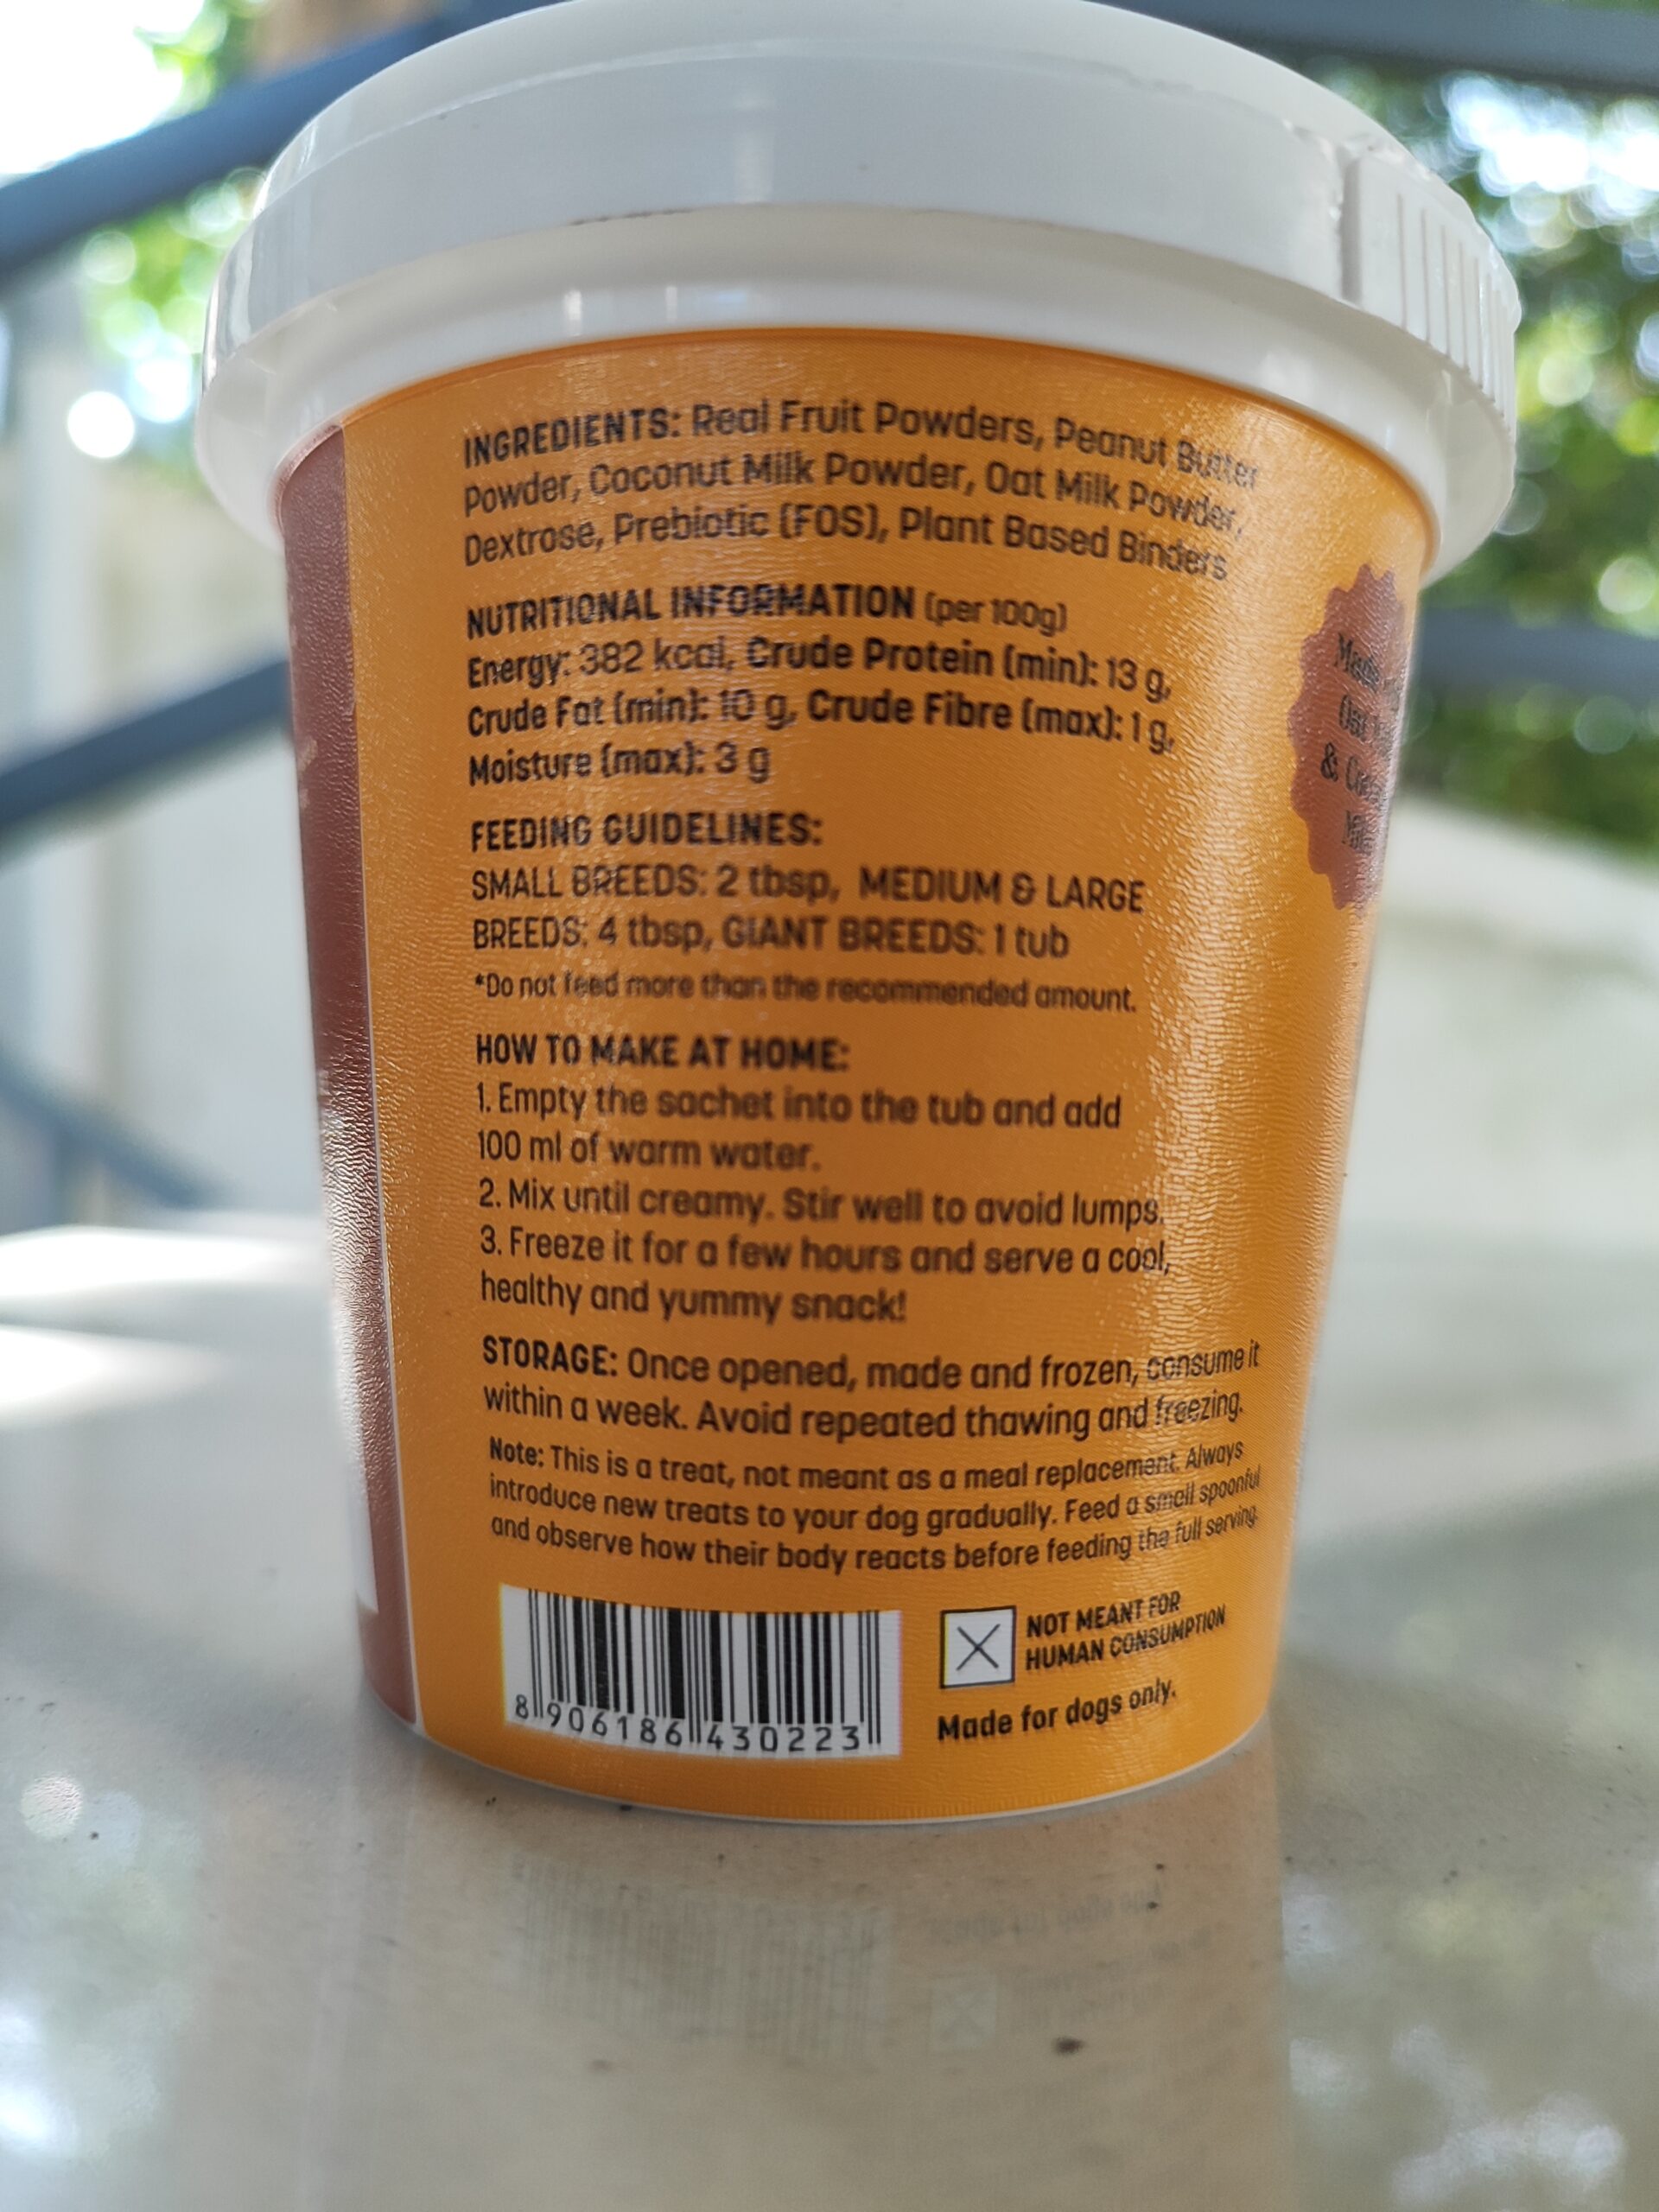 INGREDIENTS: Real Fruit Powders, Peanut Butter
Powder, Coconut Milk Powder, Oat Milk Powder,
Dextrose, Prebiotic (FOS), Plant Based Binders
NUTRITIONAL INFORMATION (per 100g)
Energy: 382 kcal, Crude Protein (min): 13 g,
Crude Fat (min): 10 g, Crude Fibre (max): 1 g,
Moisture (max): 3 g
FEEDING GUIDELINES:
SMALL BREEDS: 2 tbsp, MEDIUM & LARGE
BREEDS: 4 tbsp, GIANT BREEDS: 1 tub
*Do not feed more than the recommended amount.
HOW TO MAKE AT HOME:
1. Empty the sachet into the tub and add
100 ml of warm water.
2. Mix until creamy. Stir well to avoid lumps.
3. Freeze it for a few hours and serve a cool,
healthy and yummy snack!
STORAGE: Once opened, made and frozen, consume it
within a week. Avoid repeated thawing and freezing.
Note: This is a treat, not meant as a meal replacement. Always
introduce new treats to your dog gradually. Feed a small spoonful
and observe how their body reacts before feeding the full serving.
8 906186 430223
NOT MEANT FOR
HUMAN CONSUMPTION
Made for dogs only.
Made
Oat
&